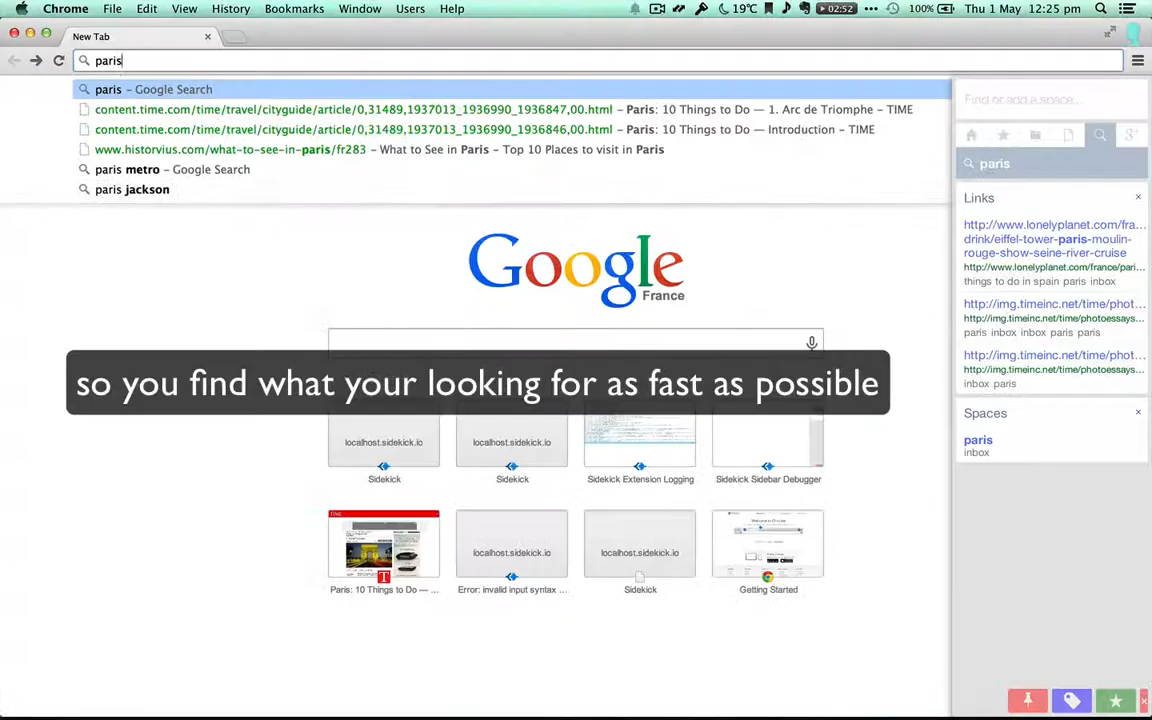 Chrome File Edit View History Bookmarks Window Users Help 19°C 02:52 100% Thu 1 May 12:25 pm
New Tab
paris
paris – Google Search
content.time.com/time/travel/cityguide/article/0,31489,1937013_1936990_1936847,00.html – Paris: 10 Things to Do — 1. Arc de Triomphe – TIME
content.time.com/time/travel/cityguide/article/0,31489,1937013_1936990_1936846,00.html – Paris: 10 Things to Do — Introduction – TIME
www.historvius.com/what-to-see-in-paris/fr283 – What to See in Paris - Top 10 Places to visit in Paris
paris metro – Google Search
paris jackson
Google
France
so you find what your looking for as fast as possible
localhost.sidekick.io
localhost.sidekick.io
Sidekick
Sidekick
Sidekick Extension Logging
Sidekick Sidebar Debugger
TIME
localhost.sidekick.io
localhost.sidekick.io
Paris: 10 Things to Do — ...
Error: invalid input syntax ...
Sidekick
Getting Started
Find or add a space...
paris
Links
http://www.lonelyplanet.com/fra...
drink/eiffel-tower-paris-moulin-
rouge-show-seine-river-cruise
http://www.lonelyplanet.com/france/pari...
things to do in spain paris inbox
http://img.timeinc.net/time/phot...
http://img.timeinc.net/time/photoessays...
paris inbox inbox paris paris
http://img.timeinc.net/time/phot...
http://img.timeinc.net/time/photoessays...
inbox paris
Spaces
paris
inbox